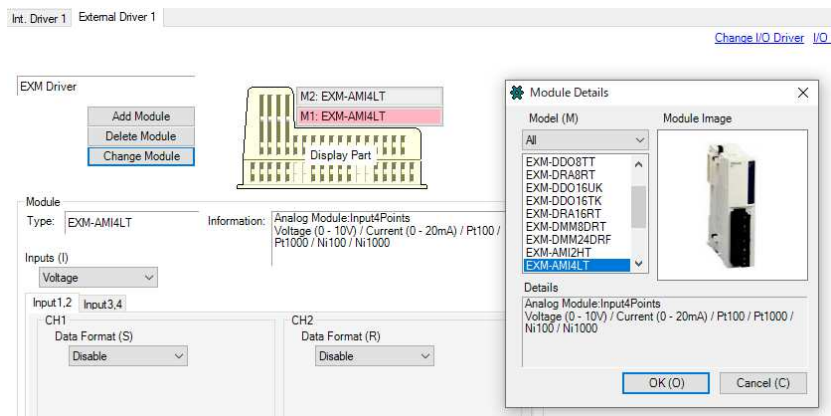 Int. Driver 1
External Driver 1
Change I/O Driver
I/O
EXM Driver
Add Module
Delete Module
Change Module
M2: EXM-AMI4LT
M1: EXM-AMI4LT
Display Part
Module
Type:
EXM-AMI4LT
Information:
Analog Module:Input4Points
Voltage (0 - 10V) / Current (0 - 20mA) / Pt100 /
Pt1000 / Ni100 / Ni1000
Inputs (I)
Voltage
Input1,2
Input3,4
CH1
Data Format (S)
Disable
CH2
Data Format (R)
Disable
Module Details
Model (M)
Module Image
All
EXM-DDO8TT
EXM-DRA8RT
EXM-DDO16UK
EXM-DDO16TK
EXM-DRA16RT
EXM-DMM8DRT
EXM-DMM24DRF
EXM-AMI2HT
EXM-AMI4LT
Details
Analog Module:Input4Points
Voltage (0 - 10V) / Current (0 - 20mA) / Pt100 / Pt1000 /
Ni100 / Ni1000
OK (O)
Cancel (C)